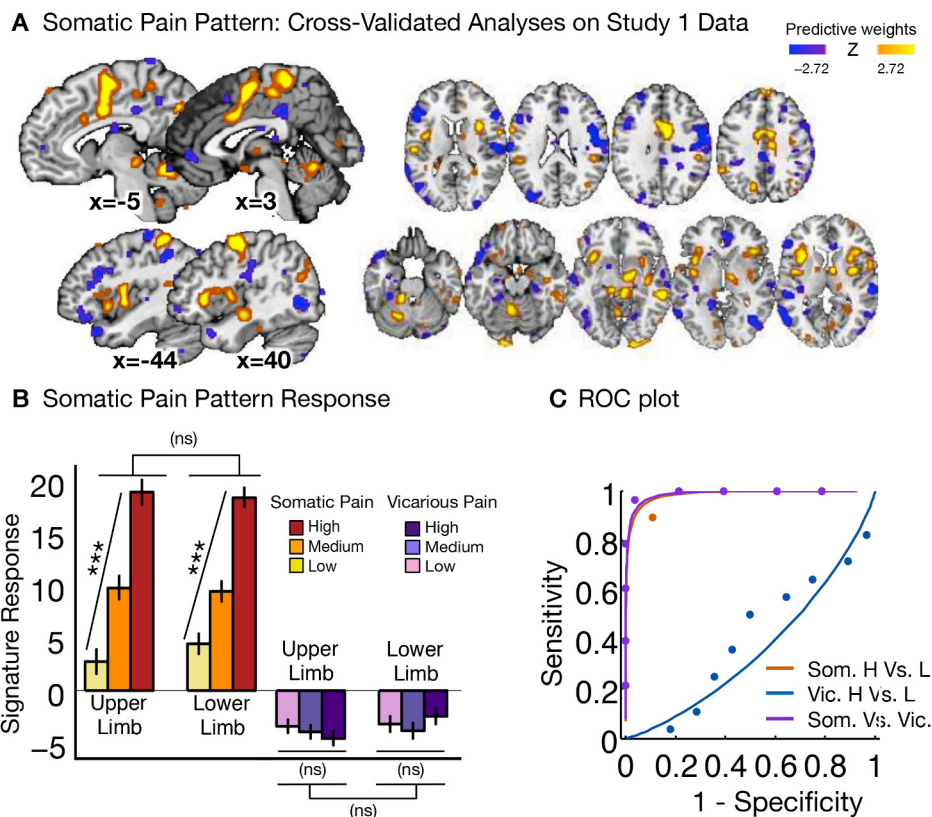 A Somatic Pain Pattern: Cross-Validated Analyses on Study 1 Data
Predictive weights
Z
−2.72 2.72
x=-5 x=3
x=-44 x=40
B Somatic Pain Pattern Response
(ns)
Signature Response
20
15
10
5
0
−5
***
***
Somatic Pain
High
Medium
Low
Vicarious Pain
High
Medium
Low
Upper
Limb
Lower
Limb
Upper
Limb
Lower
Limb
(ns) (ns)
(ns)
C ROC plot
Sensitivity
1
0.8
0.6
0.4
0.2
0
Som. H Vs. L
Vic. H Vs. L
Som. Vs. Vic.
0 0.2 0.4 0.6 0.8 1
1 - Specificity